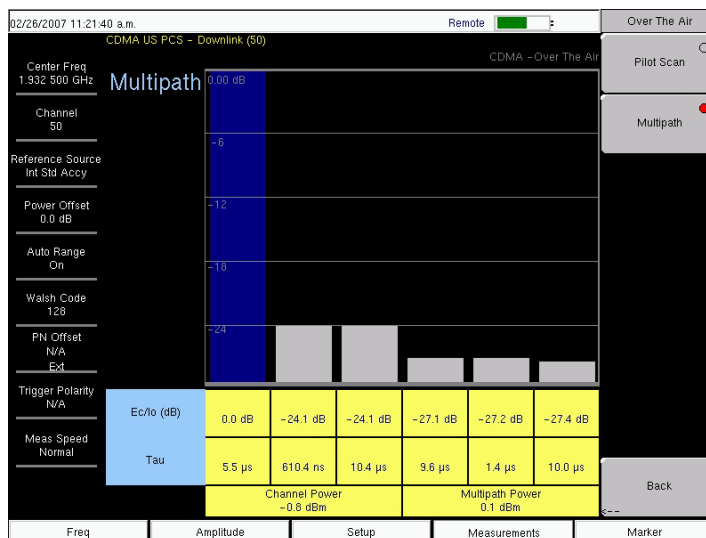 02/26/2007 11:21:40 a.m.
Remote
Over The Air
CDMA US PCS - Downlink (50)
CDMA - Over The Air
Center Freq
1.932 500 GHz
Channel
50
Reference Source
Int Std Accy
Power Offset
0.0 dB
Auto Range
On
Walsh Code
128
PN Offset
N/A
Ext
Trigger Polarity
N/A
Meas Speed
Normal
Multipath
0.00 dB
-6
-12
-18
-24
Ec/Io (dB)
0.0 dB
-24.1 dB
-24.1 dB
-27.1 dB
-27.2 dB
-27.4 dB
Tau
5.5 µs
610.4 ns
10.4 µs
9.6 µs
1.4 µs
10.0 µs
Channel Power
-0.8 dBm
Multipath Power
0.1 dBm
Pilot Scan
Multipath
Back
<--
Freq
Amplitude
Setup
Measurements
Marker